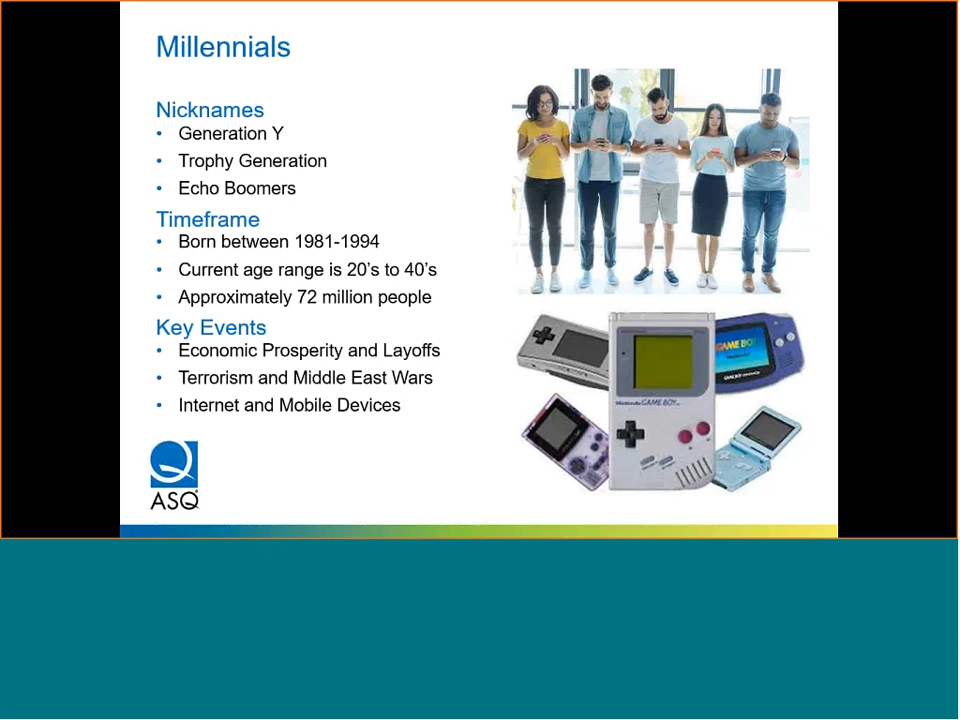 Millennials
Nicknames
• Generation Y
• Trophy Generation
• Echo Boomers
Timeframe
• Born between 1981-1994
• Current age range is 20's to 40's
• Approximately 72 million people
Key Events
• Economic Prosperity and Layoffs
• Terrorism and Middle East Wars
• Internet and Mobile Devices
GAME BOY
Nintendo
Nintendo GAME BOY
ASQ